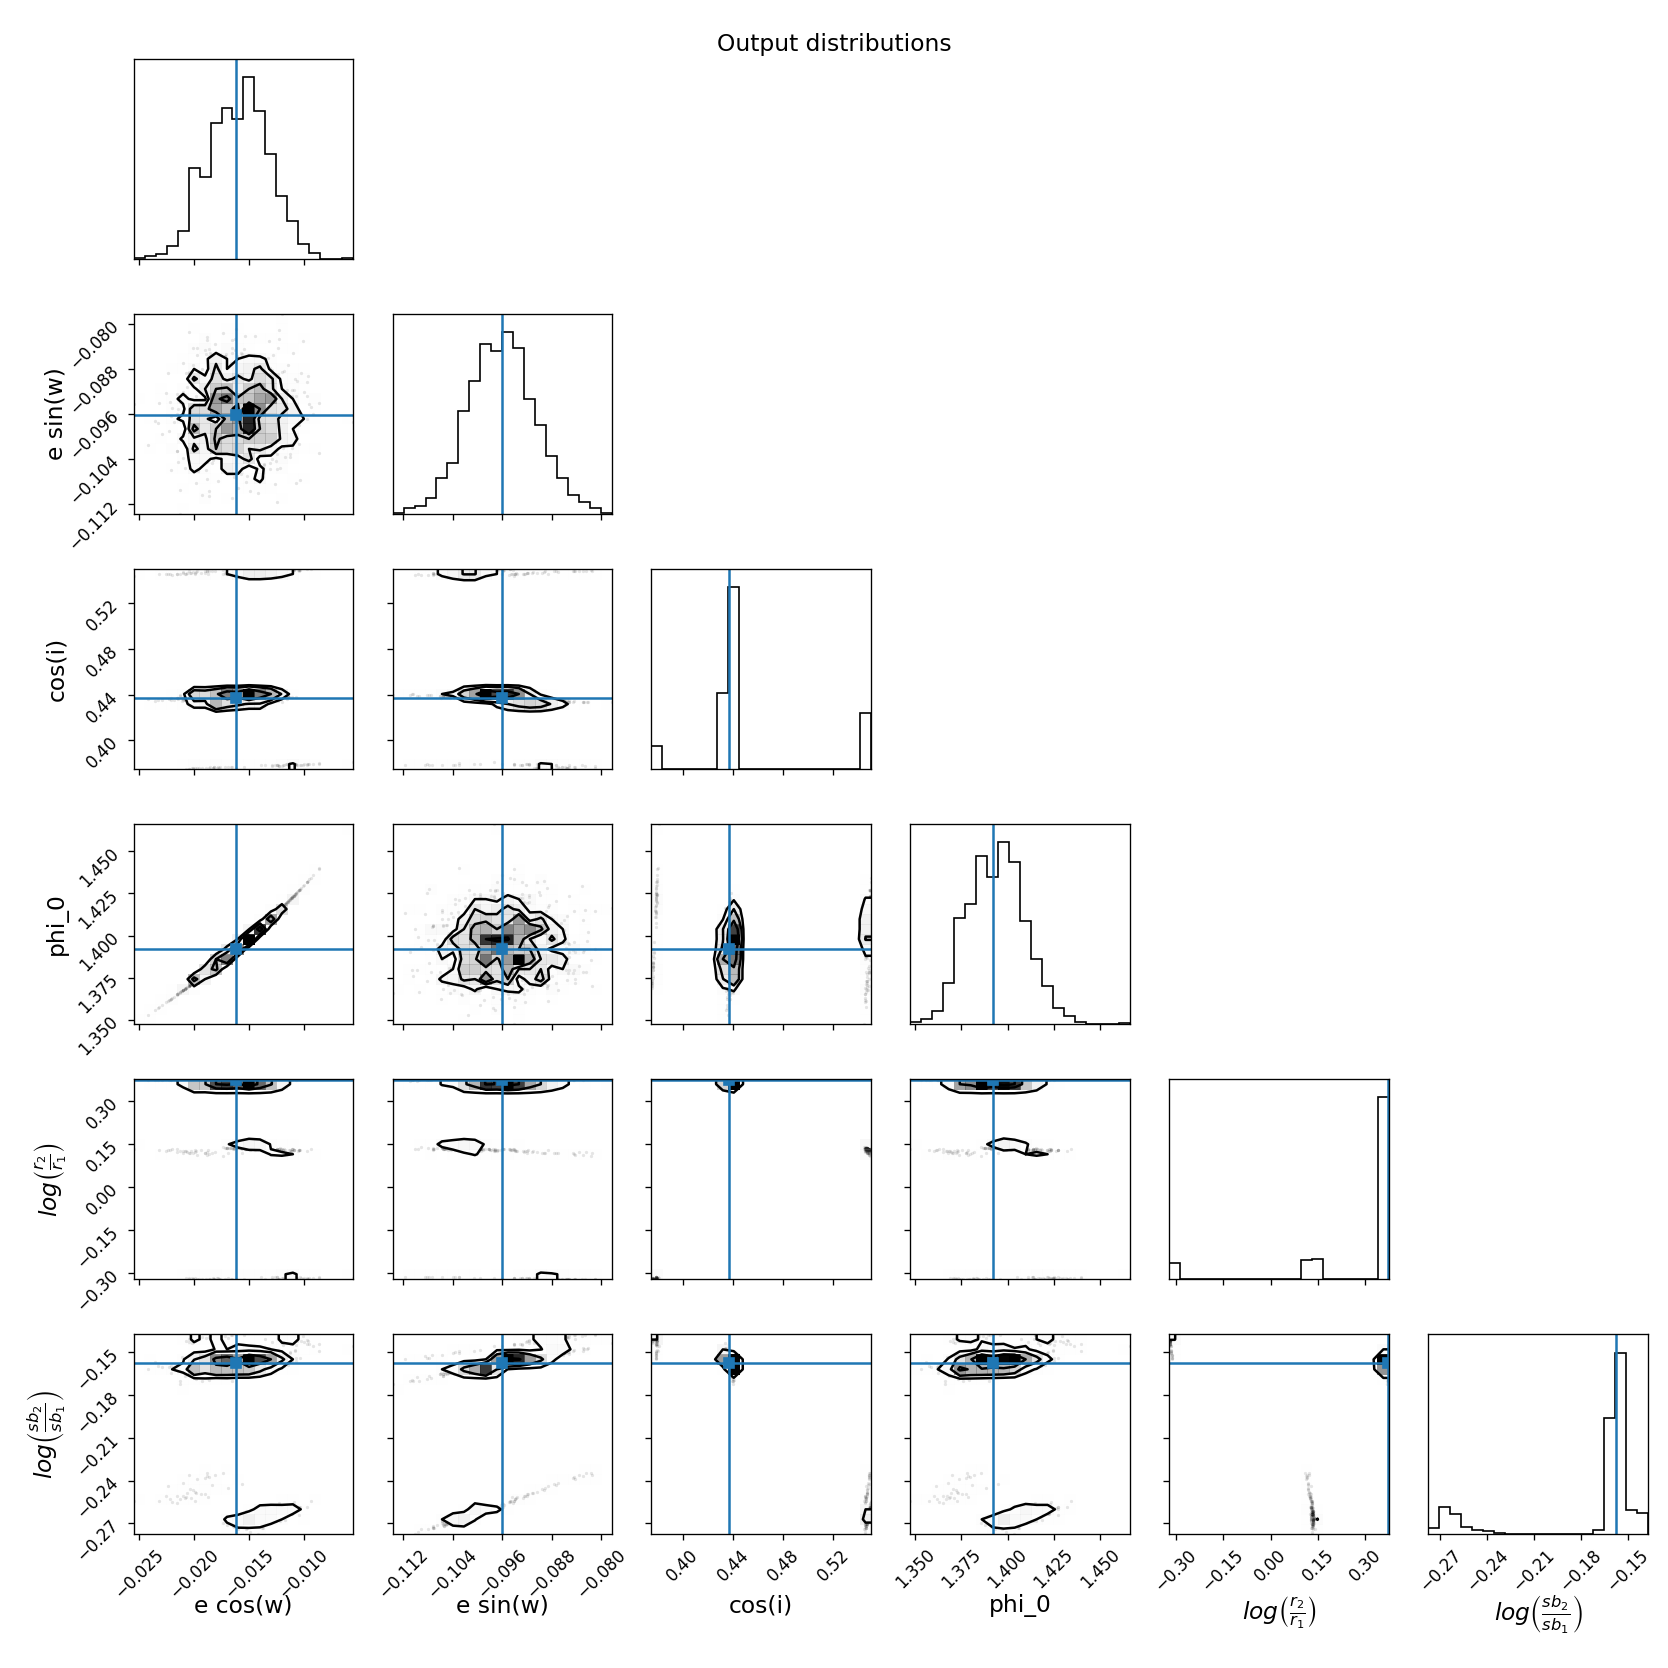 Output distributions
e sin(w)
−0.080
−0.088
−0.096
−0.104
−0.112
cos(i)
0.52
0.48
0.44
0.40
phi_0
1.450
1.425
1.400
1.375
1.350
log(r₂/r₁)
0.30
0.15
0.00
−0.15
−0.30
log(sb₂/sb₁)
−0.15
−0.18
−0.21
−0.24
−0.27
−0.025 −0.020 −0.015 −0.010
−0.112 −0.104 −0.096 −0.088 −0.080
0.40 0.44 0.48 0.52
1.350 1.375 1.400 1.425 1.450
−0.30 −0.15 0.00 0.15 0.30
−0.27 −0.24 −0.21 −0.18 −0.15
e cos(w)
e sin(w)
cos(i)
phi_0
log(r₂/r₁)
log(sb₂/sb₁)